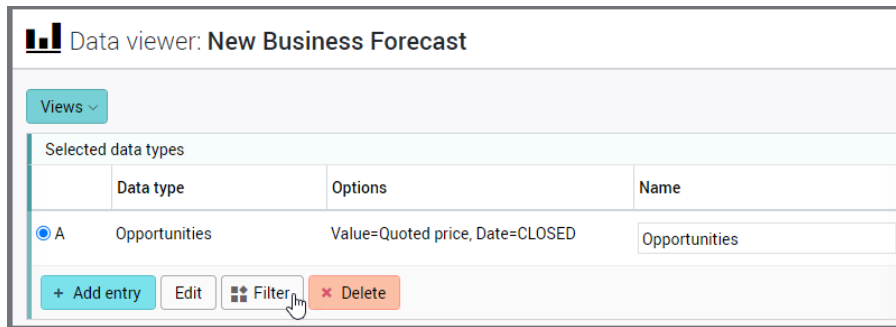 Data viewer: New Business Forecast
Views
Selected data types
Data type Options Name
A Opportunities Value=Quoted price, Date=CLOSED Opportunities
+ Add entry Edit Filter × Delete